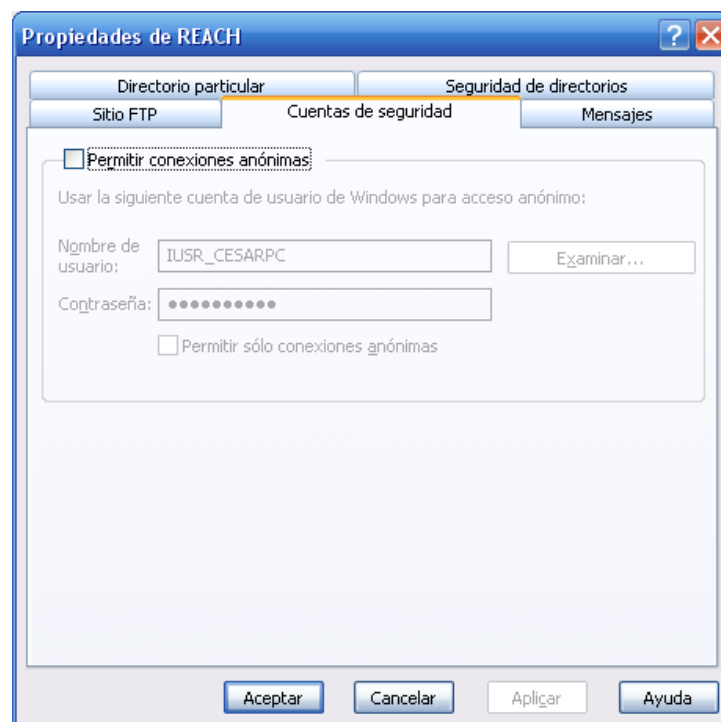 Propiedades de REACH
Directorio particular
Seguridad de directorios
Sitio FTP
Cuentas de seguridad
Mensajes
Permitir conexiones anónimas
Usar la siguiente cuenta de usuario de Windows para acceso anónimo:
Nombre de
usuario:
IUSR_CESARPC
Examinar...
Contraseña:
●●●●●●●●●●
Permitir sólo conexiones anónimas
Aceptar
Cancelar
Aplicar
Ayuda